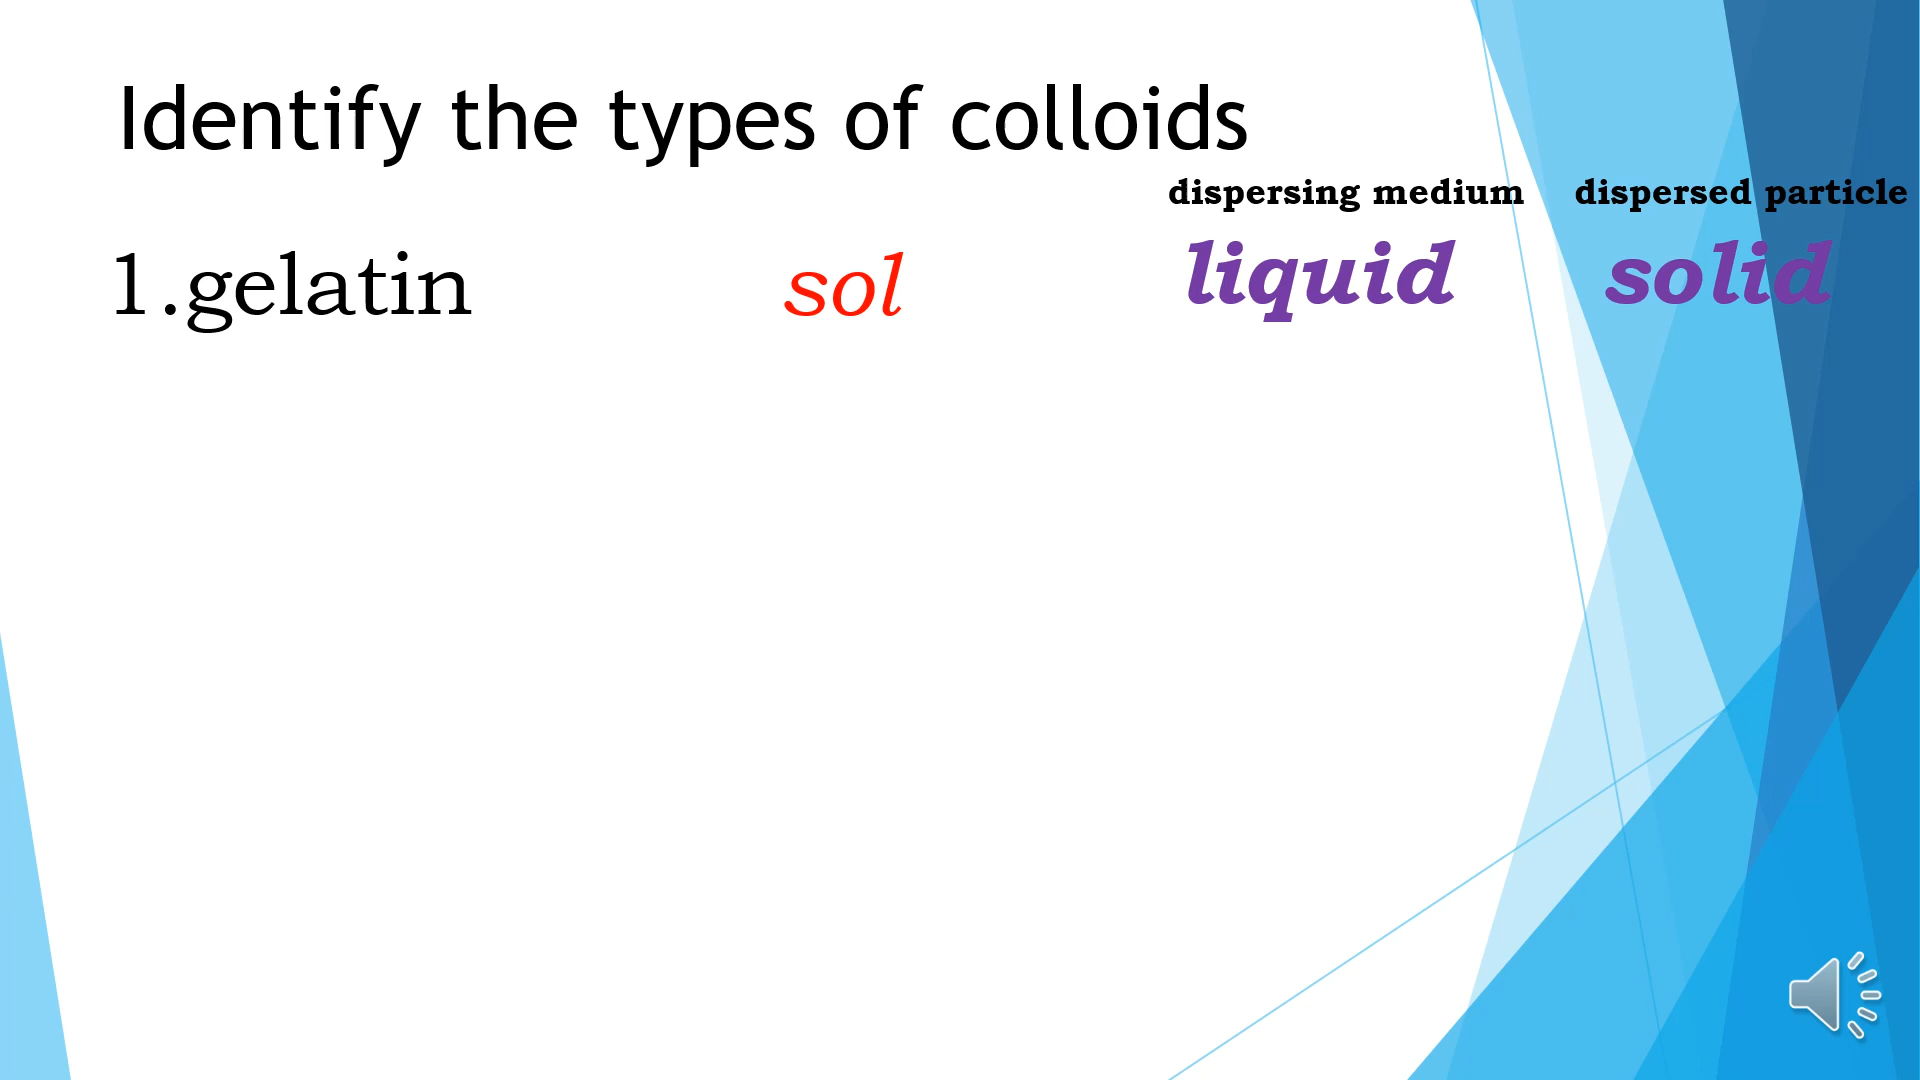 Identify the types of colloids
dispersing medium dispersed particle
1.gelatin sol liquid solid